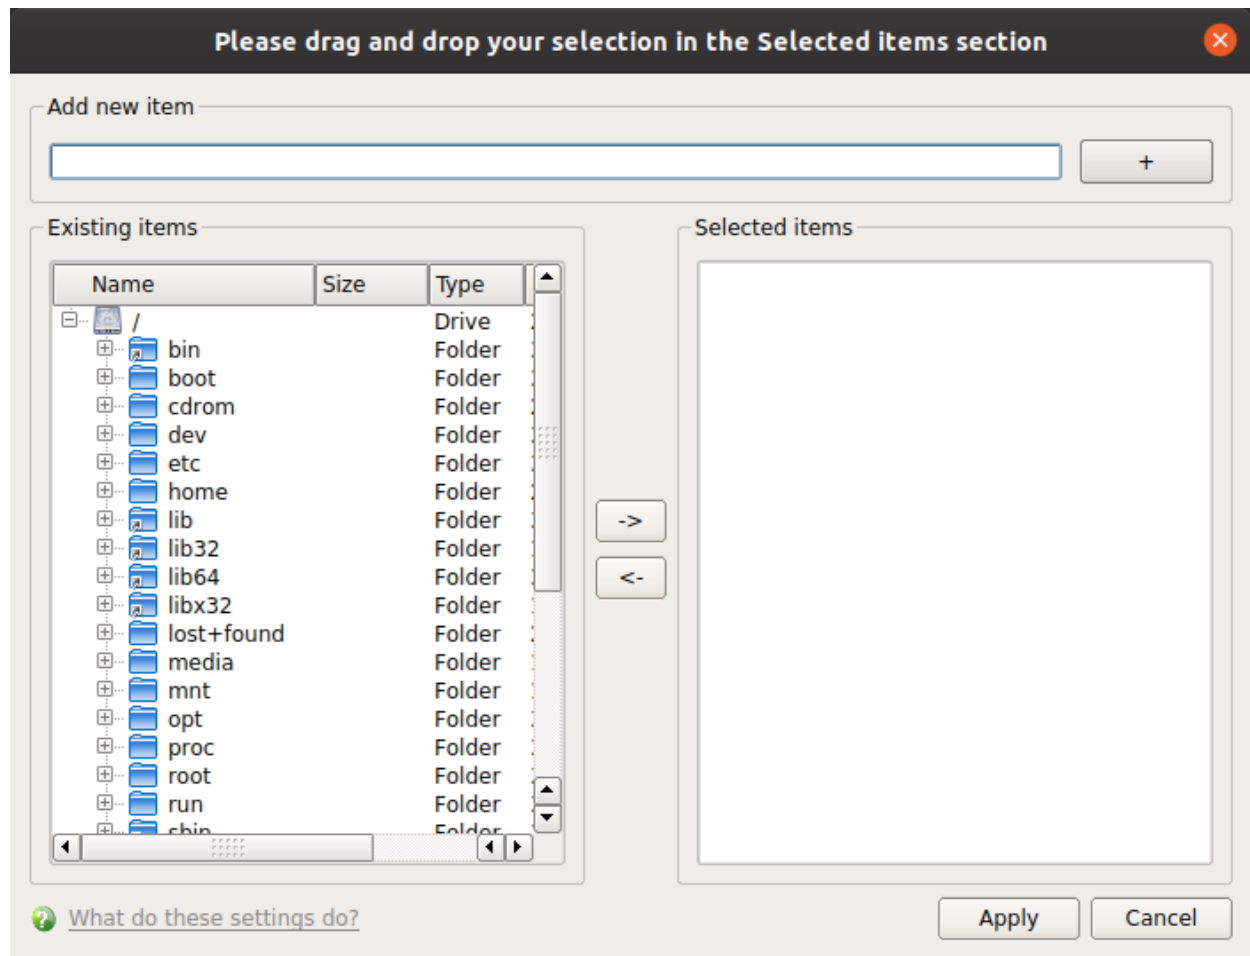 Please drag and drop your selection in the Selected items section
Add new item
+
Existing items
Selected items
Name Size Type
/ Drive
bin Folder
boot Folder
cdrom Folder
dev Folder
etc Folder
home Folder
lib Folder
lib32 Folder
lib64 Folder
libx32 Folder
lost+found Folder
media Folder
mnt Folder
opt Folder
proc Folder
root Folder
run Folder
sbin Folder
->
<-
What do these settings do?
Apply
Cancel